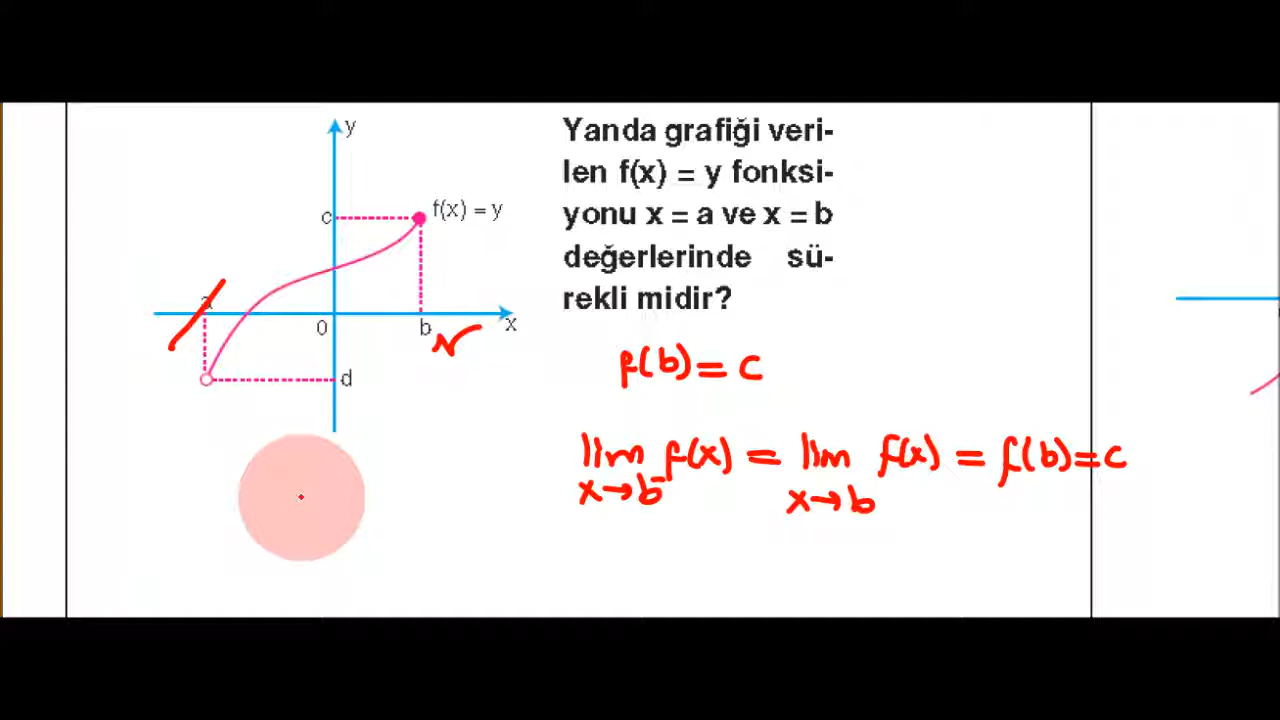 y
c
f(x) = y
a
0
b
x
d
Yanda grafiği veri-
len f(x) = y fonksi-
yonu x = a ve x = b
değerlerinde sü-
rekli midir?
f(b) = c
lim f(x) = lim f(x) = f(b) = c
x→b⁻ x→b